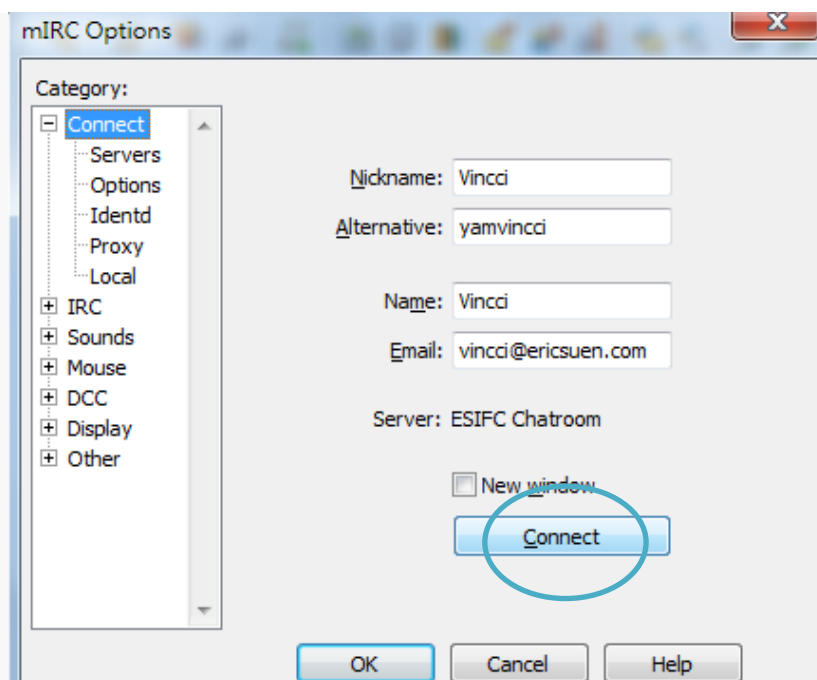 mIRC Options
Category:
Connect
Servers
Options
Identd
Proxy
Local
IRC
Sounds
Mouse
DCC
Display
Other
Nickname: Vincci
Alternative: yamvincci
Name: Vincci
Email: vincci@ericsuen.com
Server: ESIFC Chatroom
New window
Connect
OK Cancel Help